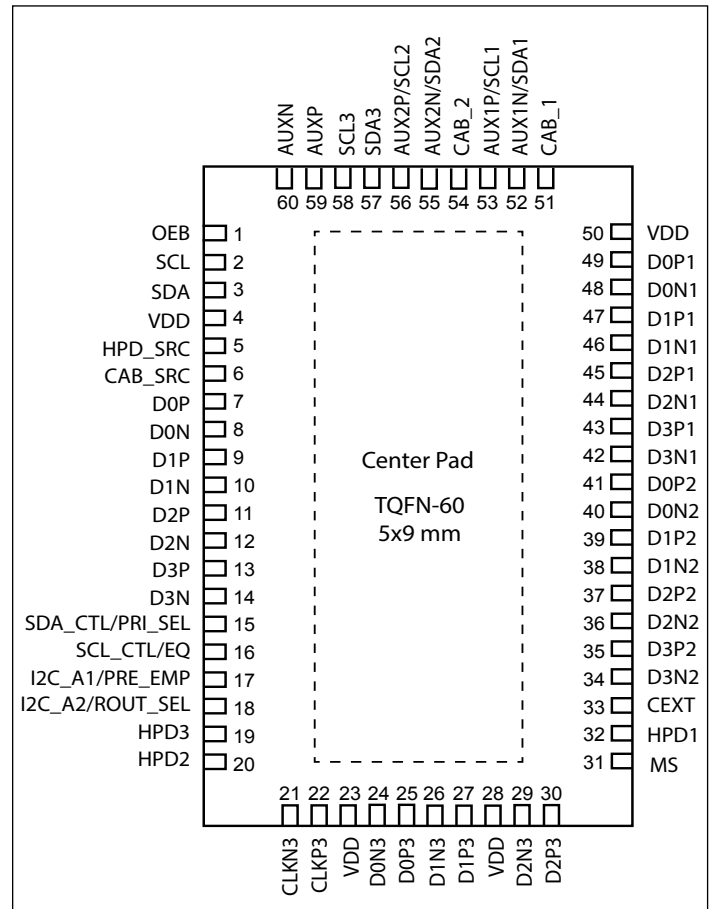 AUXN
AUXP
SCL3
SDA3
AUX2P/SCL2
AUX2N/SDA2
CAB_2
AUX1P/SCL1
AUX1N/SDA1
CAB_1
60 59 58 57 56 55 54 53 52 51
OEB 1
SCL 2
SDA 3
VDD 4
HPD_SRC 5
CAB_SRC 6
D0P 7
D0N 8
D1P 9
D1N 10
D2P 11
D2N 12
D3P 13
D3N 14
SDA_CTL/PRI_SEL 15
SCL_CTL/EQ 16
I2C_A1/PRE_EMP 17
I2C_A2/ROUT_SEL 18
HPD3 19
HPD2 20
Center Pad
TQFN-60
5x9 mm
50 VDD
49 D0P1
48 D0N1
47 D1P1
46 D1N1
45 D2P1
44 D2N1
43 D3P1
42 D3N1
41 D0P2
40 D0N2
39 D1P2
38 D1N2
37 D2P2
36 D2N2
35 D3P2
34 D3N2
33 CEXT
32 HPD1
31 MS
21 22 23 24 25 26 27 28 29 30
CLKN3
CLKP3
VDD
D0N3
D0P3
D1N3
D1P3
VDD
D2N3
D2P3